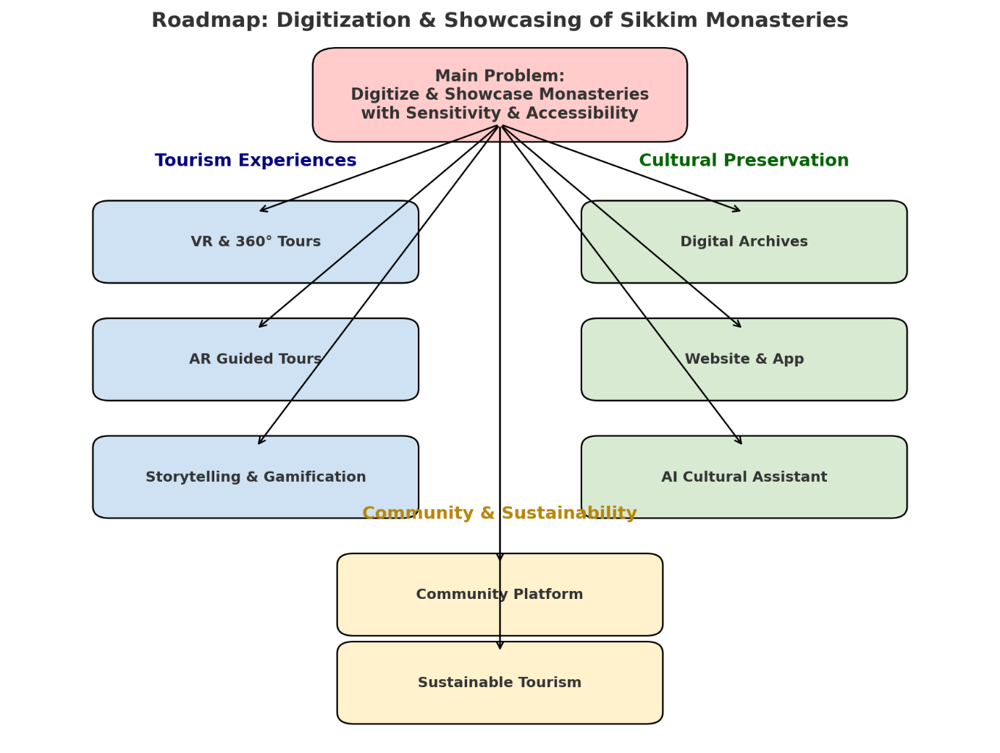 Roadmap: Digitization & Showcasing of Sikkim Monasteries
Main Problem:
Digitize & Showcase Monasteries
with Sensitivity & Accessibility
Tourism Experiences
Cultural Preservation
VR & 360° Tours
Digital Archives
AR Guided Tours
Website & App
Storytelling & Gamification
AI Cultural Assistant
Community & Sustainability
Community Platform
Sustainable Tourism